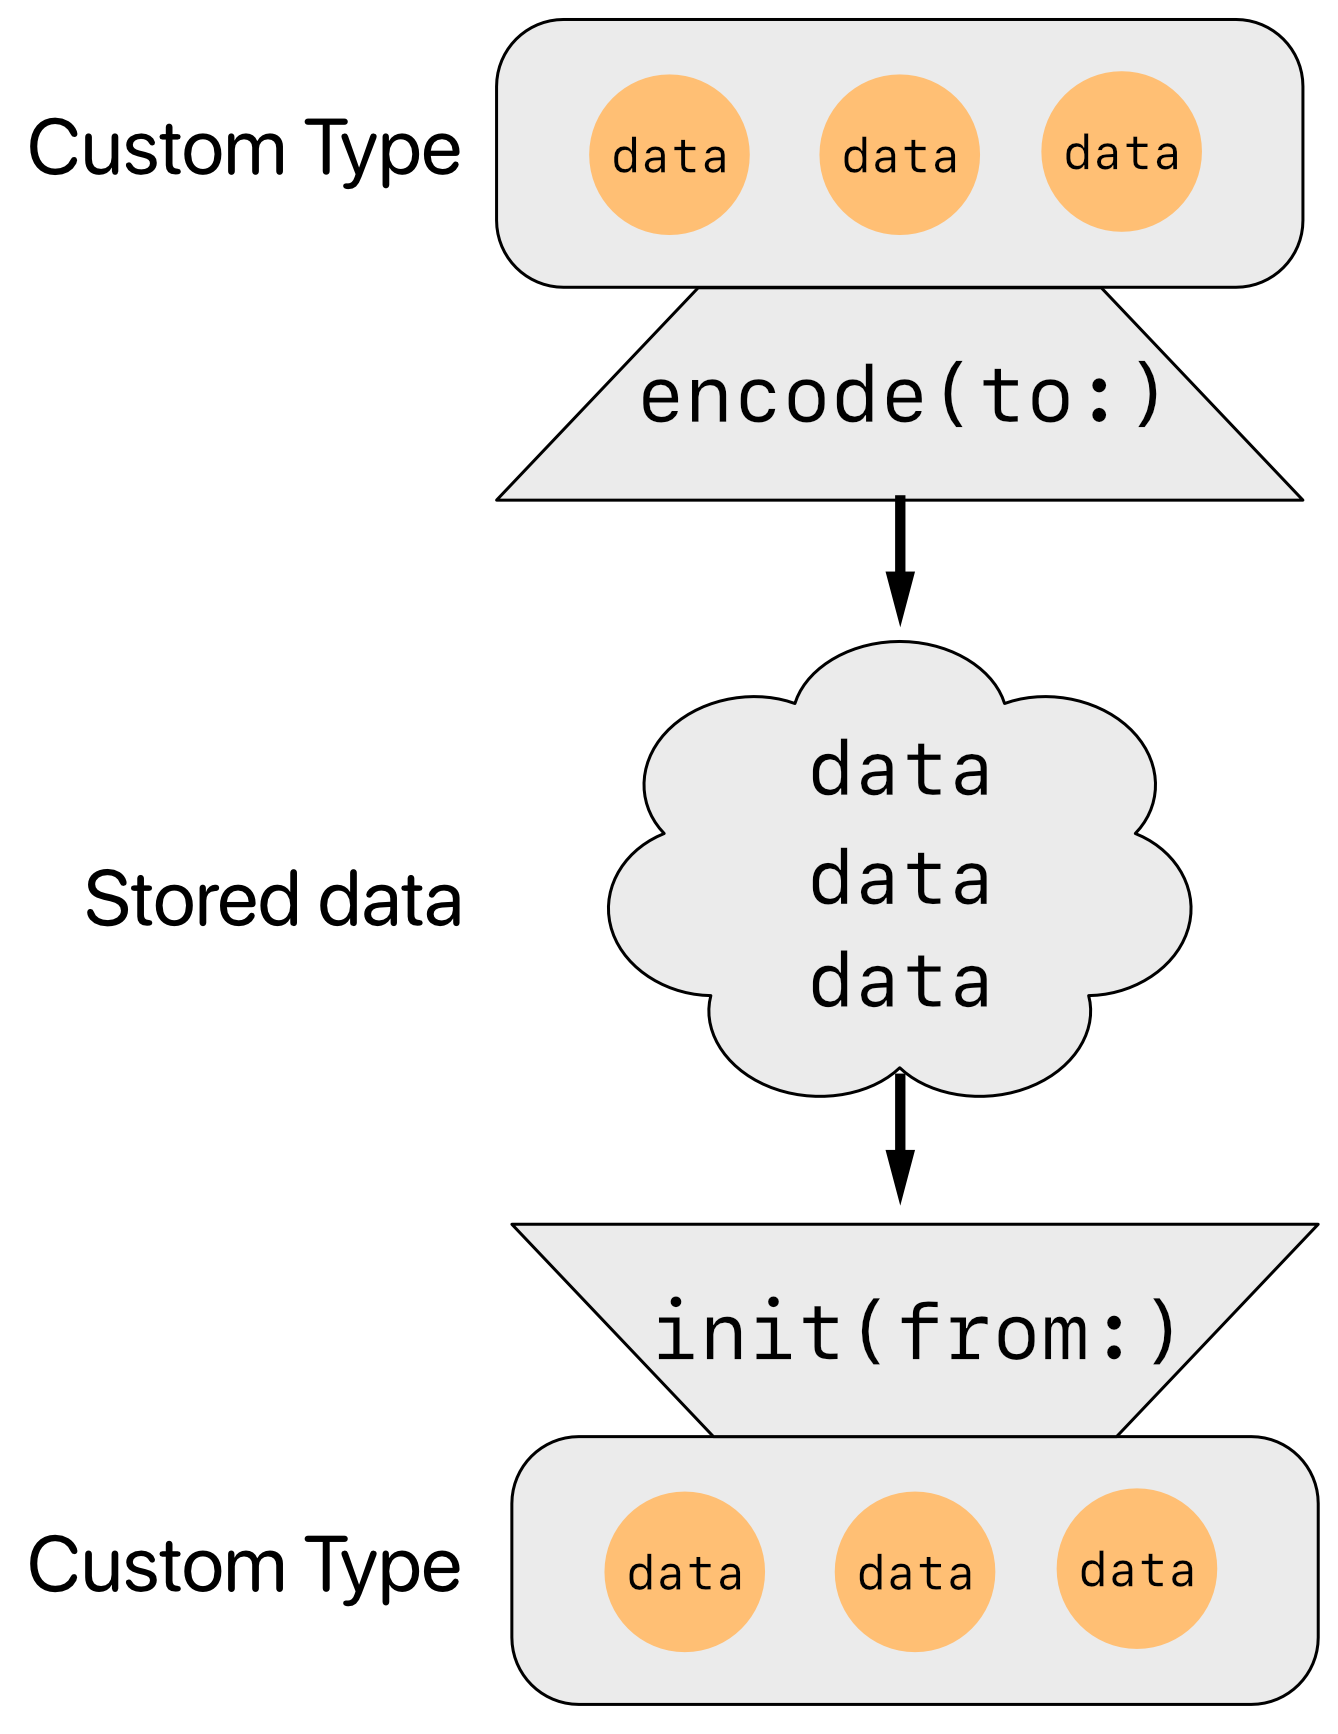 Custom Type
data data data
encode(to:)
data
data
Stored data
data
init(from:)
Custom Type
data data data